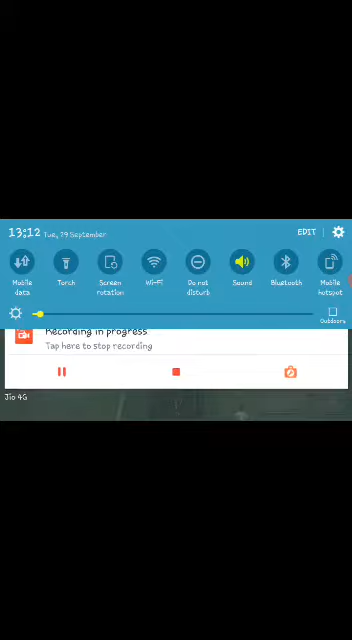 13:12 Tue, 29 September EDIT
Mobile data
Torch
Screen rotation
Wi-Fi
Do not disturb
Sound
Bluetooth
Mobile hotspot
Outdoors
Recording in progress
Tap here to stop recording
Jio 4G